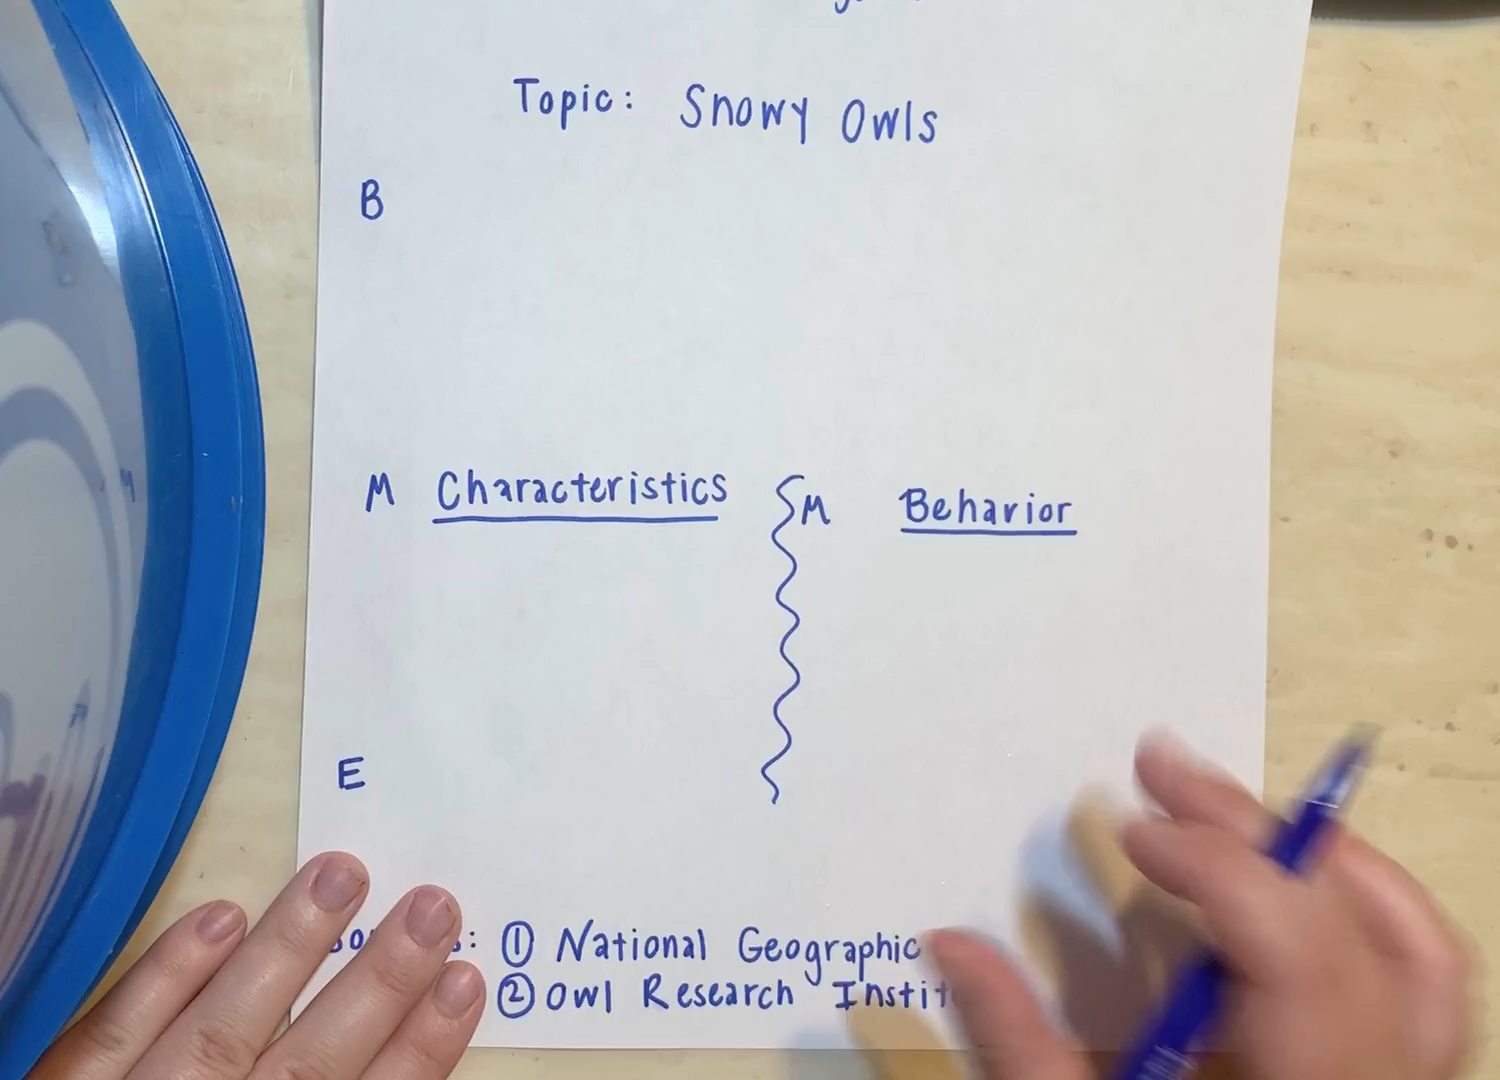 Topic: Snowy Owls
B
M Characteristics M Behavior
E
① National Geographic
② Owl Research